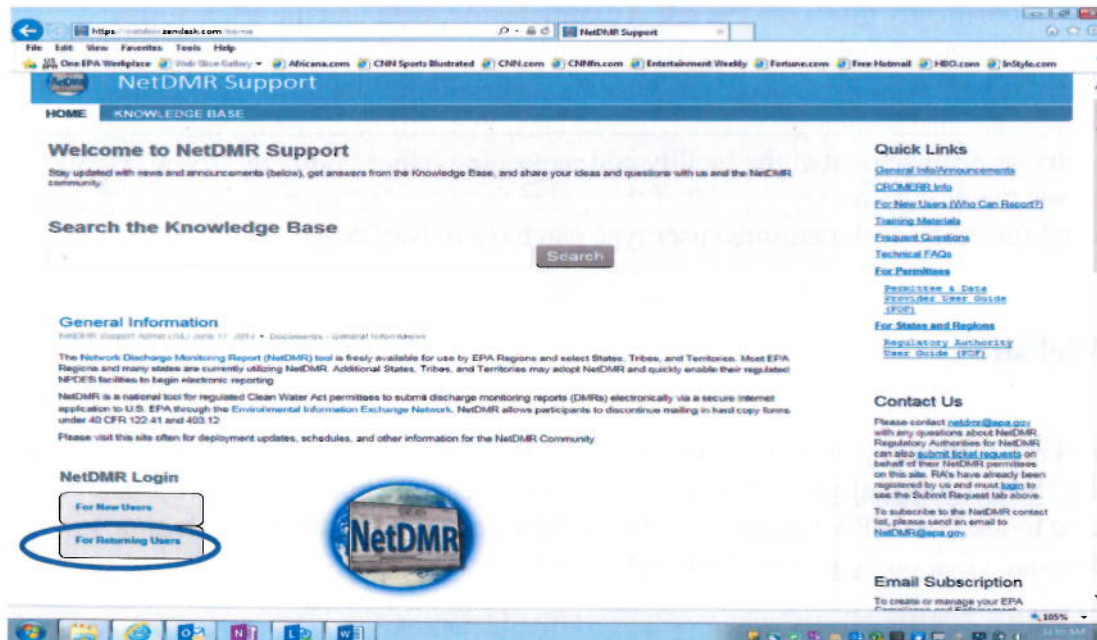 zendesk.com
NetDMR Support
File Edit View Favorites Tools Help
One EPA Workplace Web Slice Gallery Africana.com CNN Sports Illustrated CNN.com CNNfn.com Entertainment Weekly Fortune.com Free Hotmail HBO.com InStyle.com
NetDMR Support
HOME KNOWLEDGE BASE
Welcome to NetDMR Support
Stay updated with news and announcements (below), get answers from the Knowledge Base, and share your ideas and questions with us and the NetDMR
community.
Search the Knowledge Base
Search
General Information
NetDMR Support Admin June 17 Documents - General Information
The Network Discharge Monitoring Report (NetDMR) tool is freely available for use by EPA Regions and select States, Tribes, and Territories. Most EPA
Regions and many states are currently utilizing NetDMR. Additional States, Tribes, and Territories may adopt NetDMR and quickly enable their regulated
NPDES facilities to begin electronic reporting.
NetDMR is a national tool for regulated Clean Water Act permittees to submit discharge monitoring reports (DMRs) electronically via a secure Internet
application to U.S. EPA through the Environmental Information Exchange Network. NetDMR allows participants to discontinue mailing in hard copy forms
under 40 CFR 122.41 and 403.12.
Please visit this site often for deployment updates, schedules, and other information for the NetDMR Community
NetDMR Login
For New Users
For Returning Users
NetDMR
Quick Links
General Info/Announcements
CROMERR Info
For New Users (Who Can Report?)
Training Materials
Frequent Questions
Technical FAQs
For Permittees
Permittee & Data
Provider User Guide
(PDF)
For States and Regions
Regulatory Authority
User Guide (PDF)
Contact Us
Please contact netdmr@epa.gov
with any questions about NetDMR.
Regulatory Authorities for NetDMR
can also submit ticket requests on
behalf of their NetDMR permittees
on this site. RA's have already been
registered by us and must login to
see the Submit Request tab above.
To subscribe to the NetDMR contact
list, please send an email to
NetDMR@epa.gov.
Email Subscription
To create or manage your EPA
105%